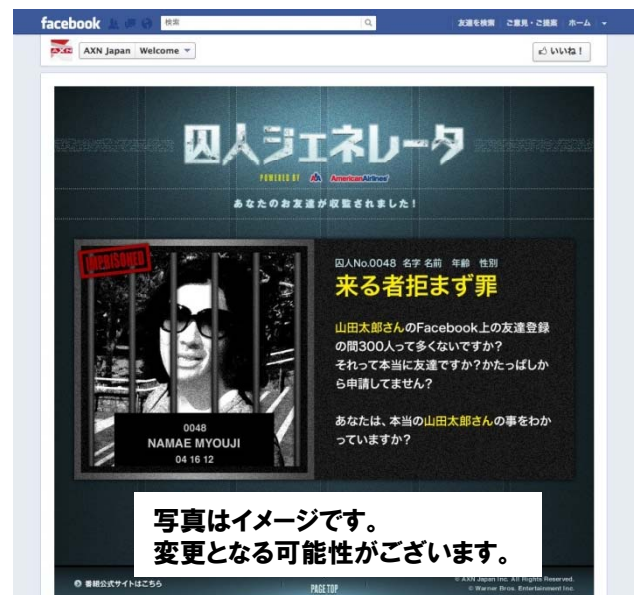 facebook
検索
友達を検索 ご意見・ご提案 ホーム
AXN
AXN Japan Welcome
いいね！
囚人ジェネレータ
POWERED BY AA AmericanAirlines
あなたのお友達が収監されました！
IMPRISONED
囚人No.0048 名字 名前 年齢 性別
来る者拒まず罪
山田太郎さんのFacebook上の友達登録
の間300人って多くないですか？
それって本当に友達ですか？かたっぱしか
ら申請してません？
あなたは、本当の山田太郎さんの事をわか
っていますか？
0048
NAMAE MYOUJI
04 16 12
写真はイメージです。
変更となる可能性がございます。
番組公式サイトはこちら
PAGE TOP
© AXN Japan Inc. All Rights Reserved.
© Warner Bros. Entertainment Inc.